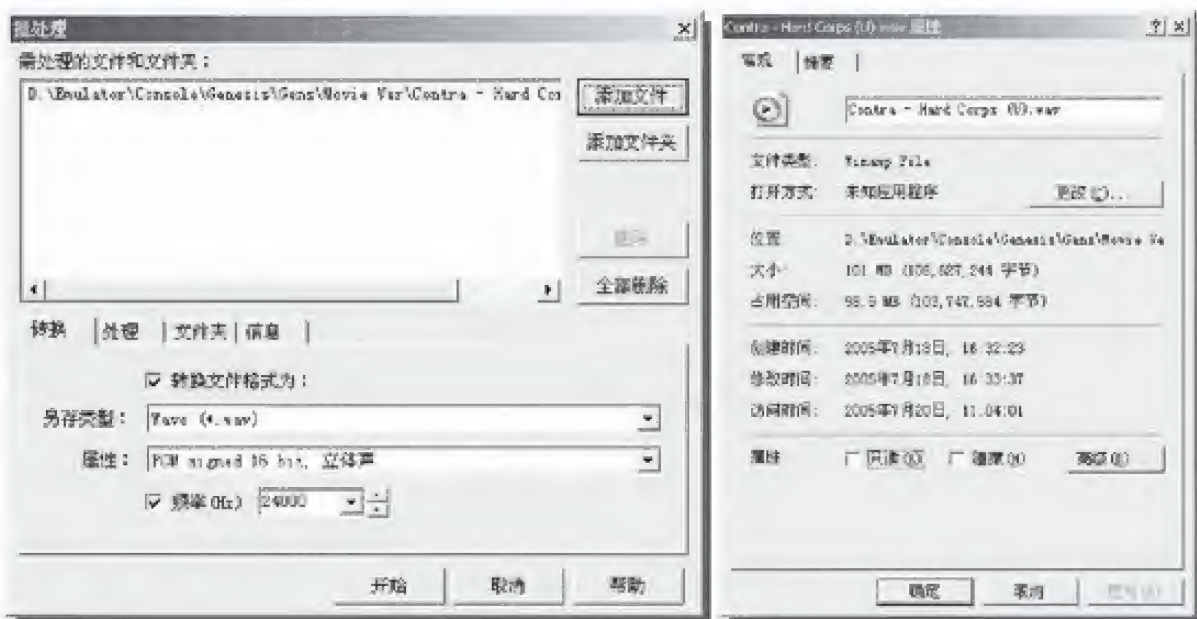 批处理
需处理的文件和文件夹：
D:\Emulator\Console\Genesis\Gens\Movie Ver\Contra - Hard Cor
添加文件
添加文件夹
删除
全部删除
转换
处理
文件夹
信息
转换文件格式为：
另存类型：
Wave (*.wav)
属性：
PCM signed 16 bit, 立体声
频率(Hz)
24000
开始
取消
帮助
Contra - Hard Corps (U).wav 属性
常规
摘要
Contra - Hard Corps (U).wav
文件类型：
Winamp File
打开方式：
未知应用程序
更改(C)...
位置：
D:\Emulator\Console\Genesis\Gens\Movie Ve
大小：
101 MB
字节)
占用空间：
98.9 MB (103,747,584 字节)
创建时间：
2005年7月18日, 16:32:23
修改时间：
2005年7月18日, 16:33:37
访问时间：
2005年7月20日, 11:04:01
属性：
只读(R)
隐藏(H)
高级(D)...
确定
取消
应用(A)